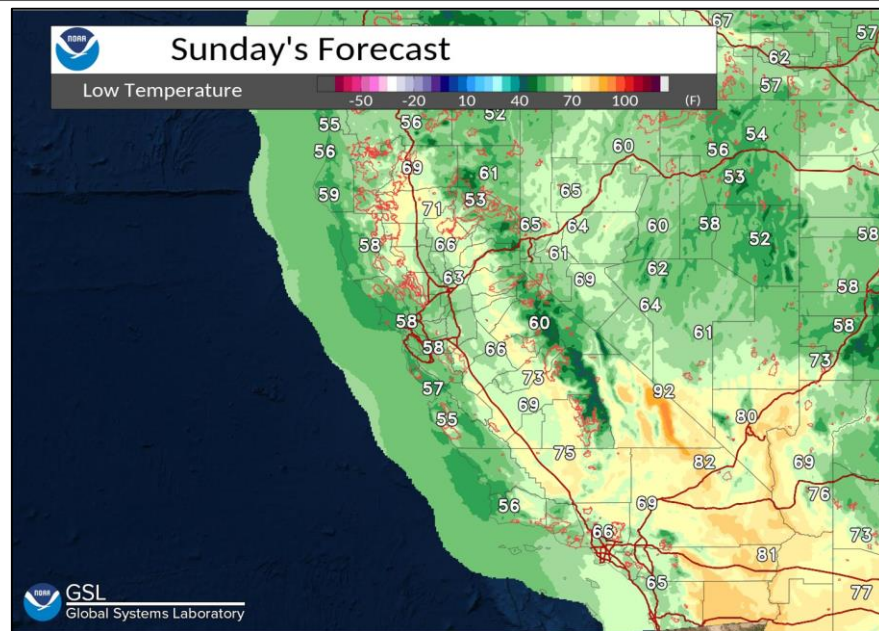 NOAA
Sunday's Forecast
Low Temperature
-50 -20 10 40 70 100 (F)
67
57
62
57
55 56 52
54
56 60 56
69 61 53
59 53 65
71
65 64 60 58 58
58 66 61 52
63 69 62
64 58
58 60 61 58
58 66 73
57 73 92
69
55 80
75 82 69
56 69 76
66 73
81
65 77
NOAA
GSL
Global Systems Laboratory